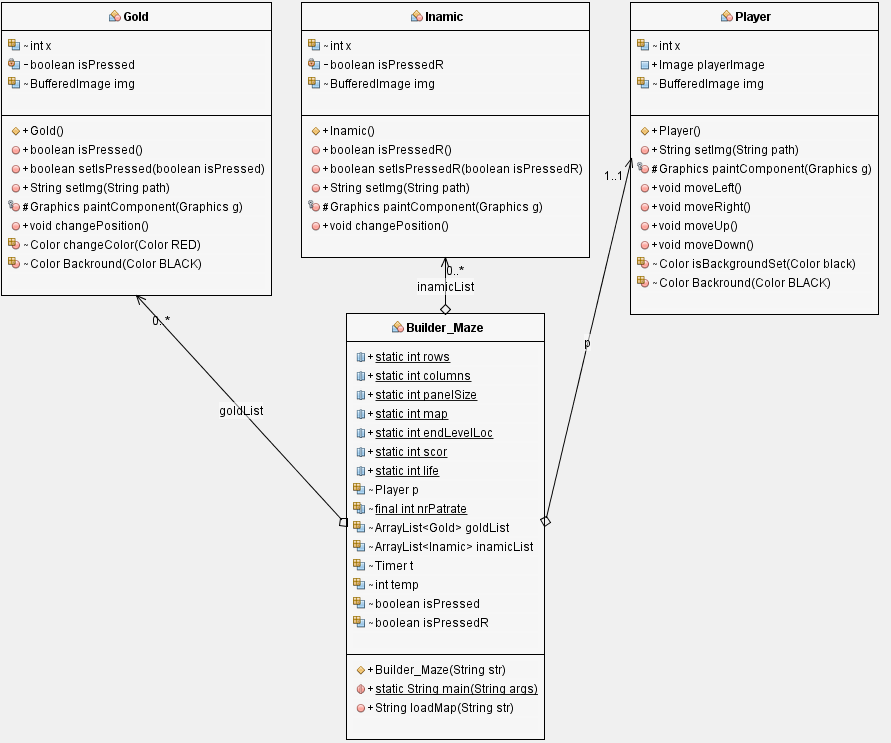 Gold
~int x
-boolean isPressed
~BufferedImage img
+Gold()
+boolean isPressed()
+boolean setIsPressed(boolean isPressed)
+String setImg(String path)
#Graphics paintComponent(Graphics g)
+void changePosition()
~Color changeColor(Color RED)
~Color Backround(Color BLACK)
Inamic
~int x
-boolean isPressedR
~BufferedImage img
+Inamic()
+boolean isPressedR()
+boolean setIsPressedR(boolean isPressedR)
+String setImg(String path)
#Graphics paintComponent(Graphics g)
+void changePosition()
Player
~int x
+Image playerImage
~BufferedImage img
+Player()
+String setImg(String path)
#Graphics paintComponent(Graphics g)
+void moveLeft()
+void moveRight()
+void moveUp()
+void moveDown()
~Color isBackgroundSet(Color black)
~Color Backround(Color BLACK)
1..1
0..*
inamicList
0..*
p
goldList
Builder_Maze
+static int rows
+static int columns
+static int panelSize
+static int map
+static int endLevelLoc
+static int scor
+static int life
~Player p
~final int nrPatrate
~ArrayList<Gold> goldList
~ArrayList<Inamic> inamicList
~Timer t
~int temp
~boolean isPressed
~boolean isPressedR
+Builder_Maze(String str)
+static String main(String args)
+String loadMap(String str)